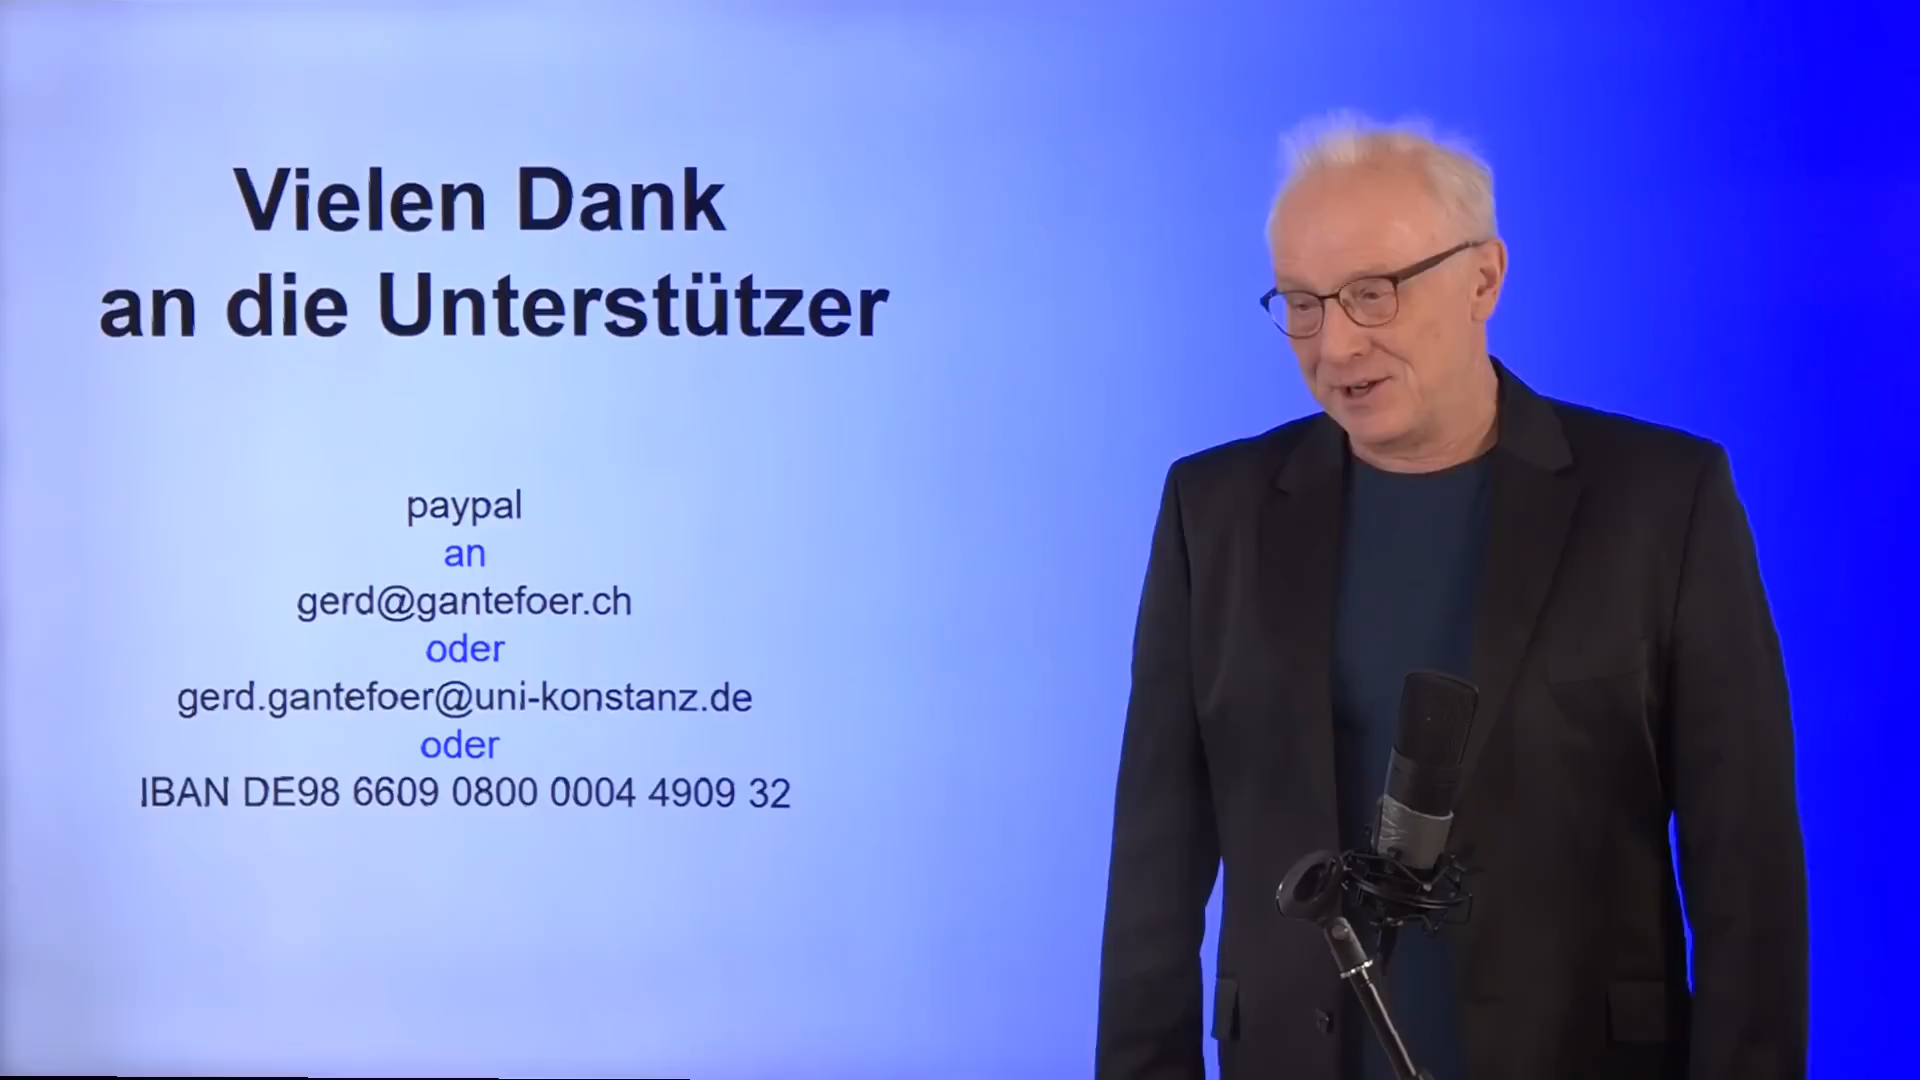 Vielen Dank
an die Unterstützer
paypal
an
gerd@gantefoer.ch
oder
gerd.gantefoer@uni-konstanz.de
oder
IBAN DE98 6609 0800 0004 4909 32